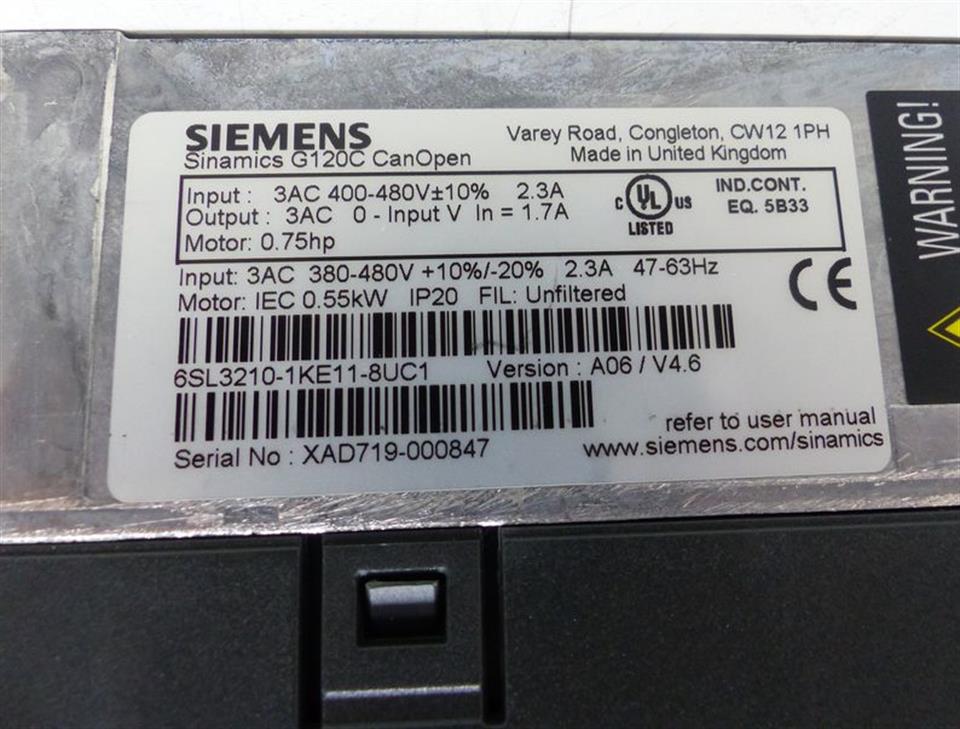 SIEMENS
Sinamics G120C CanOpen
Varey Road, Congleton, CW12 1PH
Made in United Kingdom
Input : 3AC 400-480V±10% 2.3A
Output : 3AC 0 - Input V In = 1.7A
Motor: 0.75hp
C UL US
LISTED
IND.CONT.
EQ. 5B33
Input: 3AC 380-480V +10%/-20% 2.3A 47-63Hz
Motor: IEC 0.55kW IP20 FIL: Unfiltered
CE
6SL3210-1KE11-8UC1 Version : A06 / V4.6
Serial No : XAD719-000847
refer to user manual
www.siemens.com/sinamics
WARNING!